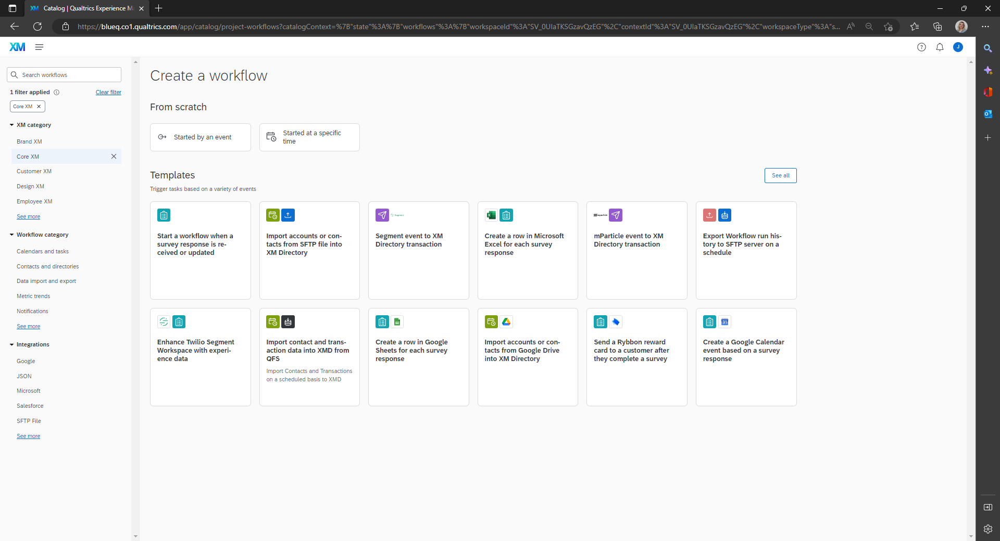 XM
Catalog | Qualtrics Experience Ma
https://blueq.co1.qualtrics.com/app/catalog/project-workflows?catalogContext=%7B"state"%3A%7B"workflows"%3A%7B"workspaceId"%3A"SV_0UIaTKSGzavQzEG"%2C"contextId"%3A"SV_0UIaTKSGzavQzEG"%2C"workspaceType"%3A"s...
XM
J
Search workflows
1 filter applied
Clear filter
Core XM
XM category
Brand XM
Core XM
Customer XM
Design XM
Employee XM
See more
Workflow category
Calendars and tasks
Contacts and directories
Data import and export
Metric trends
Notifications
See more
Integrations
Google
JSON
Microsoft
Salesforce
SFTP File
See more
Create a workflow
From scratch
Started by an event
Started at a specific
time
Templates
See all
Trigger tasks based on a variety of events
Start a workflow when a
survey response is re-
ceived or updated
Import accounts or con-
tacts from SFTP file into
XM Directory
Segment
Segment event to XM
Directory transaction
Create a row in Microsoft
Excel for each survey
response
mparticle
mParticle event to XM
Directory transaction
Export Workflow run his-
tory to SFTP server on a
schedule
Enhance Twilio Segment
Workspace with experi-
ence data
Import contact and trans-
action data into XMD from
QFS
Import Contacts and Transactions
on a scheduled basis to XMD
Create a row in Google
Sheets for each survey
response
Import accounts or con-
tacts from Google Drive
into XM Directory
Send a Rybbon reward
card to a customer after
they complete a survey
31
Create a Google Calendar
event based on a survey
response